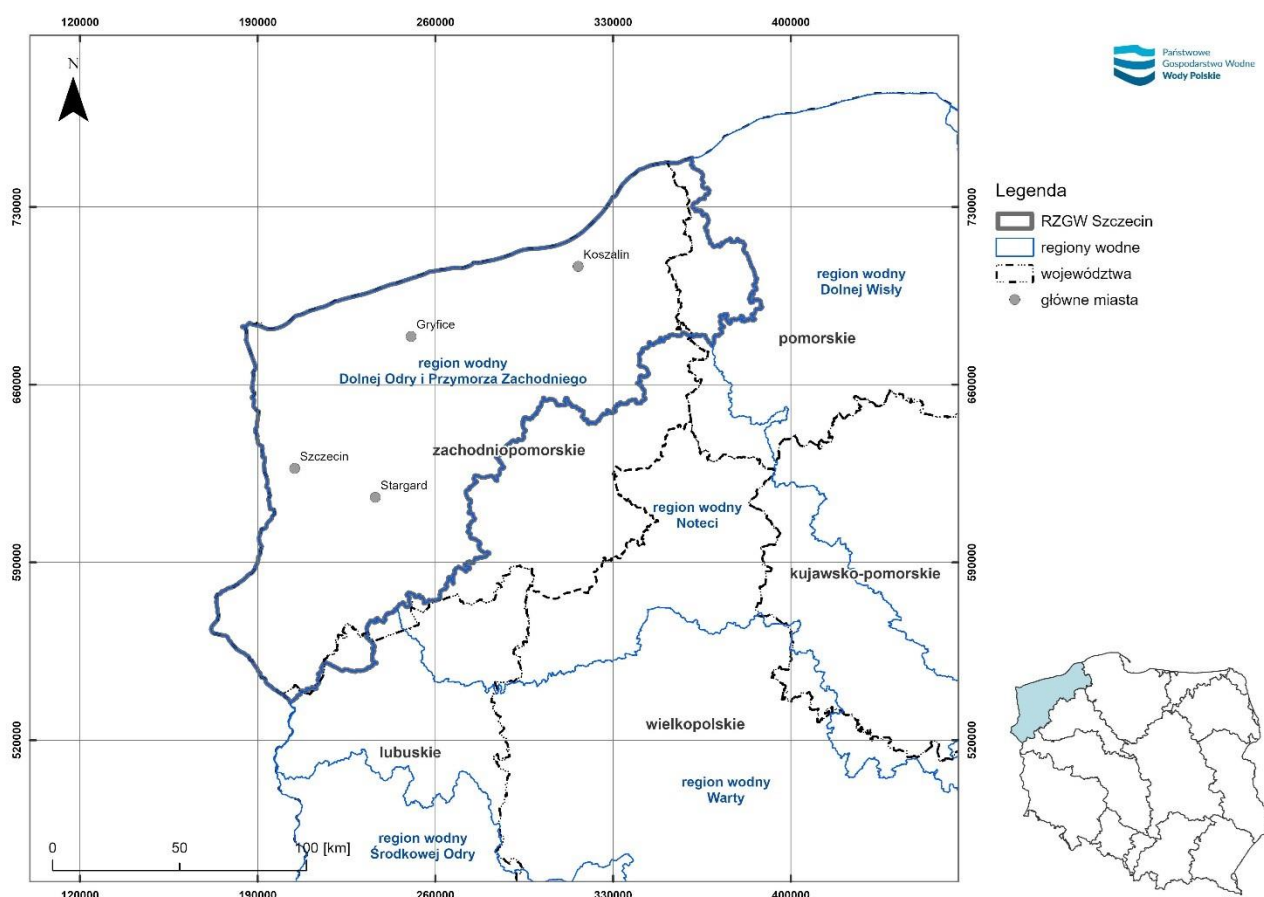 120000
190000
260000
330000
400000
N
Państwowe
Gospodarstwo Wodne
Wody Polskie
730000
730000
Legenda
RZGW Szczecin
regiony wodne
województwa
główne miasta
Koszalin
region wodny
Dolnej Wisły
Gryfice
pomorskie
region wodny
Dolnej Odry i Przymorza Zachodniego
660000
660000
zachodniopomorskie
Szczecin
Stargard
region wodny
Noteci
590000
590000
kujawsko-pomorskie
wielkopolskie
520000
520000
lubuskie
region wodny
Warty
region wodny
Środkowej Odry
0
50
100 [km]
120000
190000
260000
330000
400000